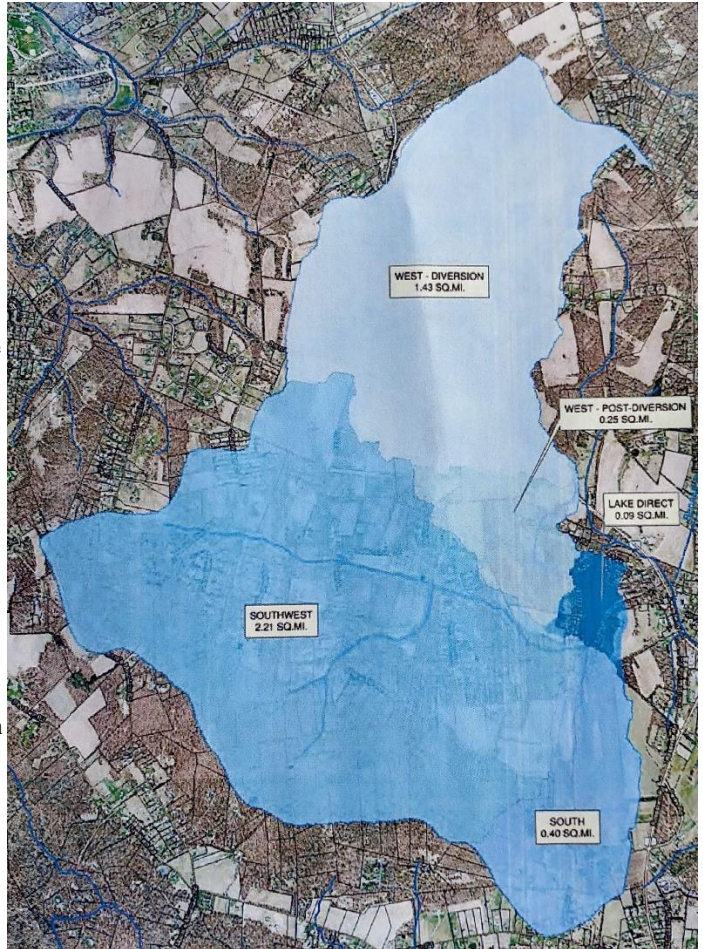 WEST - DIVERSION
1.43 SQ.MI.
WEST - POST-DIVERSION
0.25 SQ.MI.
LAKE DIRECT
0.09 SQ.MI.
SOUTHWEST
2.21 SQ.MI.
SOUTH
0.40 SQ.MI.